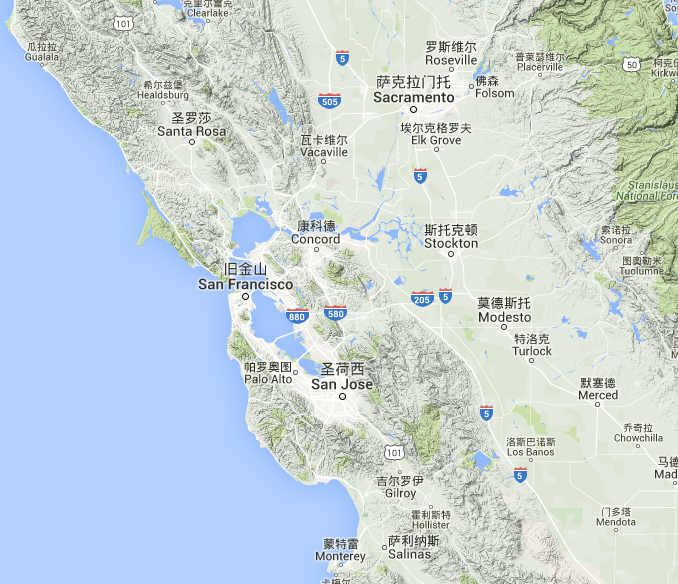 克里尔雷克
Clearlake
101
瓜拉拉
Gualala
5
罗斯维尔
Roseville
普莱瑟维尔
Placerville
50
Kirkw
希尔兹堡
Healdsburg
505
萨克拉门托
Sacramento
佛森
Folsom
圣罗莎
Santa Rosa
瓦卡维尔
Vacaville
埃尔克格罗夫
Elk Grove
5
Stanislaus
National Fore
康科德
Concord
斯托克顿
Stockton
索诺拉
Sonora
图奥勒米
Tuolumne
旧金山
San Francisco
205
5
880
580
莫德斯托
Modesto
特洛克
Turlock
帕罗奥图
Palo Alto
圣荷西
San Jose
默塞德
Merced
5
乔奇拉
Chowchilla
洛斯巴诺斯
Los Banos
101
5
马德
Mad
吉尔罗伊
Gilroy
霍利斯特
Hollister
门多塔
Mendota
蒙特雷
Monterey
萨利纳斯
Salinas